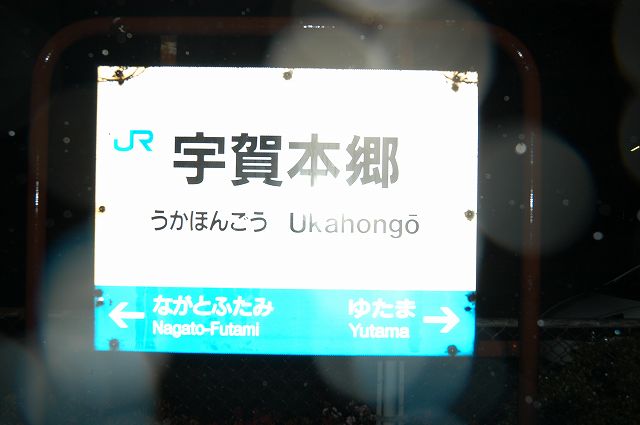 JR
宇賀本郷
うかほんごう Ukahongō
← ながとふたみ ゆたま →
Nagato-Futami Yutama